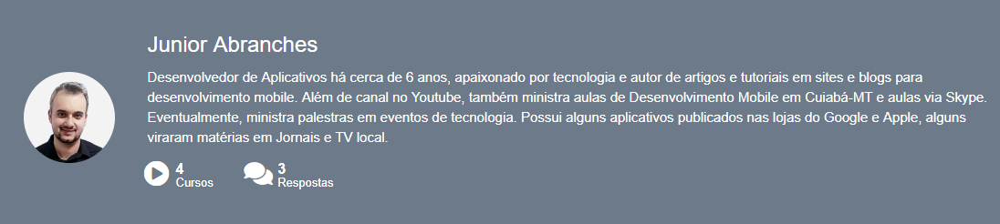 Junior Abranches
Desenvolvedor de Aplicativos há cerca de 6 anos, apaixonado por tecnologia e autor de artigos e tutoriais em sites e blogs para
desenvolvimento mobile. Além de canal no Youtube, também ministra aulas de Desenvolvimento Mobile em Cuiabá-MT e aulas via Skype.
Eventualmente, ministra palestras em eventos de tecnologia. Possui alguns aplicativos publicados nas lojas do Google e Apple, alguns
viraram matérias em Jornais e TV local.
4 3
Cursos Respostas